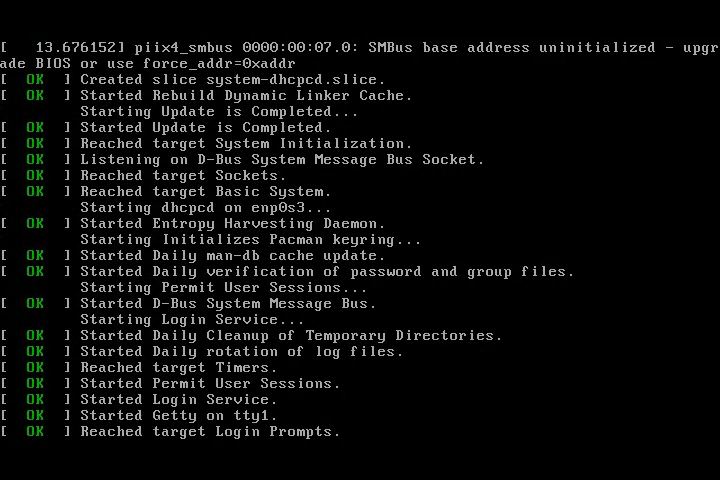 [   13.676152] piix4_smbus 0000:00:07.0: SMBus base address uninitialized - upgr
ade BIOS or use force_addr=0xaddr
[  OK  ] Created slice system-dhcpcd.slice.
[  OK  ] Started Rebuild Dynamic Linker Cache.
         Starting Update is Completed...
[  OK  ] Started Update is Completed.
[  OK  ] Reached target System Initialization.
[  OK  ] Listening on D-Bus System Message Bus Socket.
[  OK  ] Reached target Sockets.
[  OK  ] Reached target Basic System.
         Starting dhcpcd on enp0s3...
[  OK  ] Started Entropy Harvesting Daemon.
         Starting Initializes Pacman keyring...
[  OK  ] Started Daily man-db cache update.
[  OK  ] Started Daily verification of password and group files.
         Starting Permit User Sessions...
[  OK  ] Started D-Bus System Message Bus.
         Starting Login Service...
[  OK  ] Started Daily Cleanup of Temporary Directories.
[  OK  ] Started Daily rotation of log files.
[  OK  ] Reached target Timers.
[  OK  ] Started Permit User Sessions.
[  OK  ] Started Login Service.
[  OK  ] Started Getty on tty1.
[  OK  ] Reached target Login Prompts.